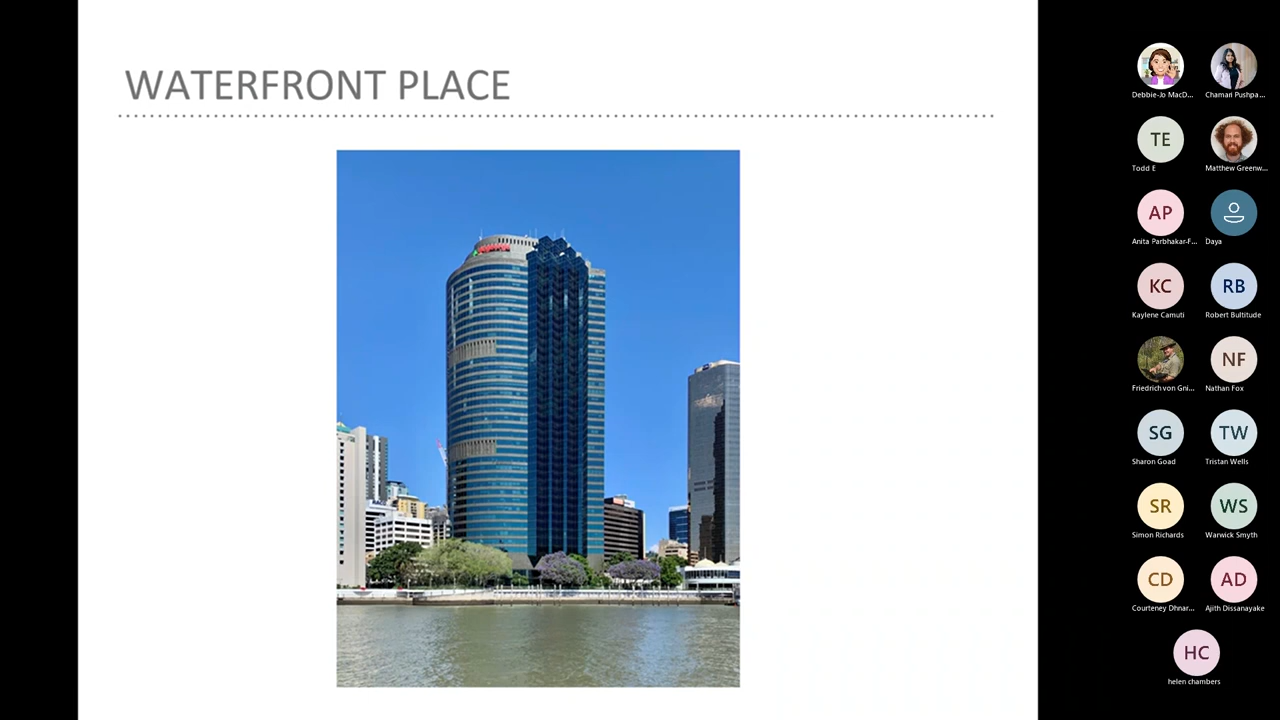 WATERFRONT PLACE
Debbie-Jo MacD...
Chamari Pushpa...
TE
Todd E
Matthew Greenw...
AP
Anita Parbhakar-F...
Daya
KC
Kaylene Camuti
RB
Robert Bultitude
Friedrich von Gni...
NF
Nathan Fox
SG
Sharon Goad
TW
Tristan Wells
SR
Simon Richards
WS
Warwick Smyth
CD
Courteney Dhnar...
AD
Ajith Dissanayake
HC
helen chambers